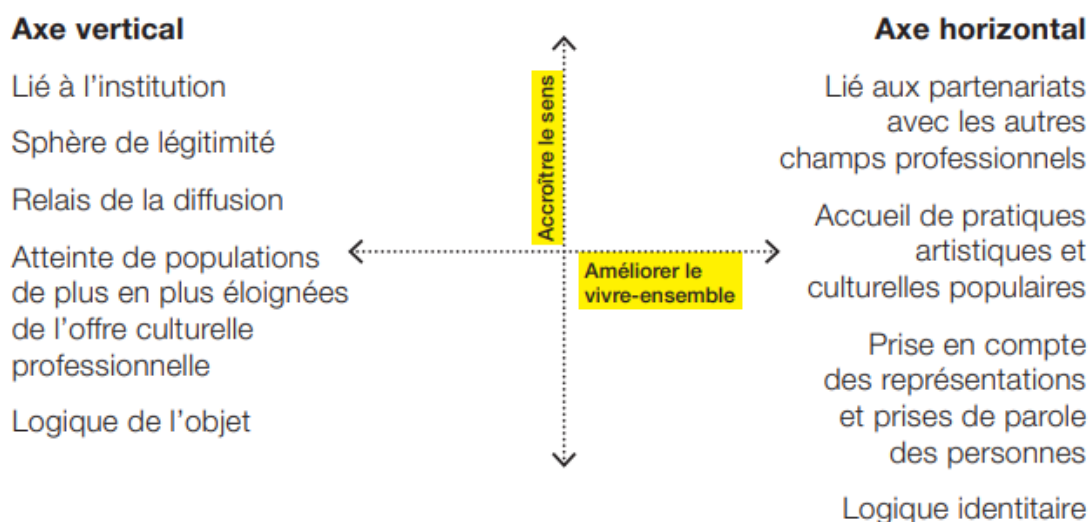 Axe vertical
Lié à l’institution
Sphère de légitimité
Relais de la diffusion
Atteinte de populations
de plus en plus éloignées
de l’offre culturelle
professionnelle
Logique de l’objet
Accroître le sens
Améliorer le
vivre-ensemble
Axe horizontal
Lié aux partenariats
avec les autres
champs professionnels
Accueil de pratiques
artistiques et
culturelles populaires
Prise en compte
des représentations
et prises de parole
des personnes
Logique identitaire